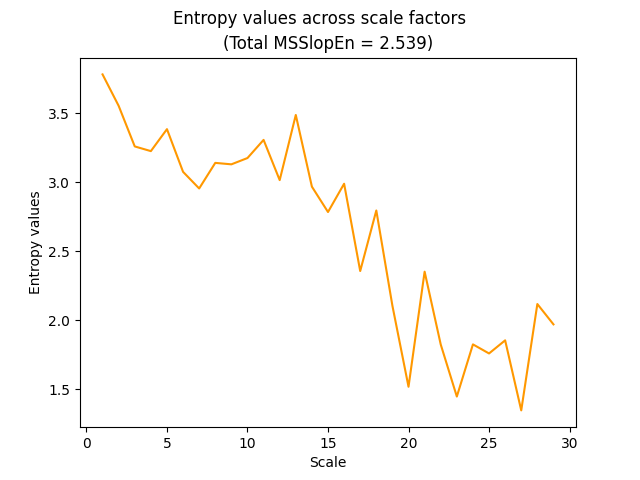 Entropy values across scale factors
(Total MSSlopEn = 2.539)
3.5
3.0
2.5
2.0
1.5
Entropy values
0 5 10 15 20 25 30
Scale